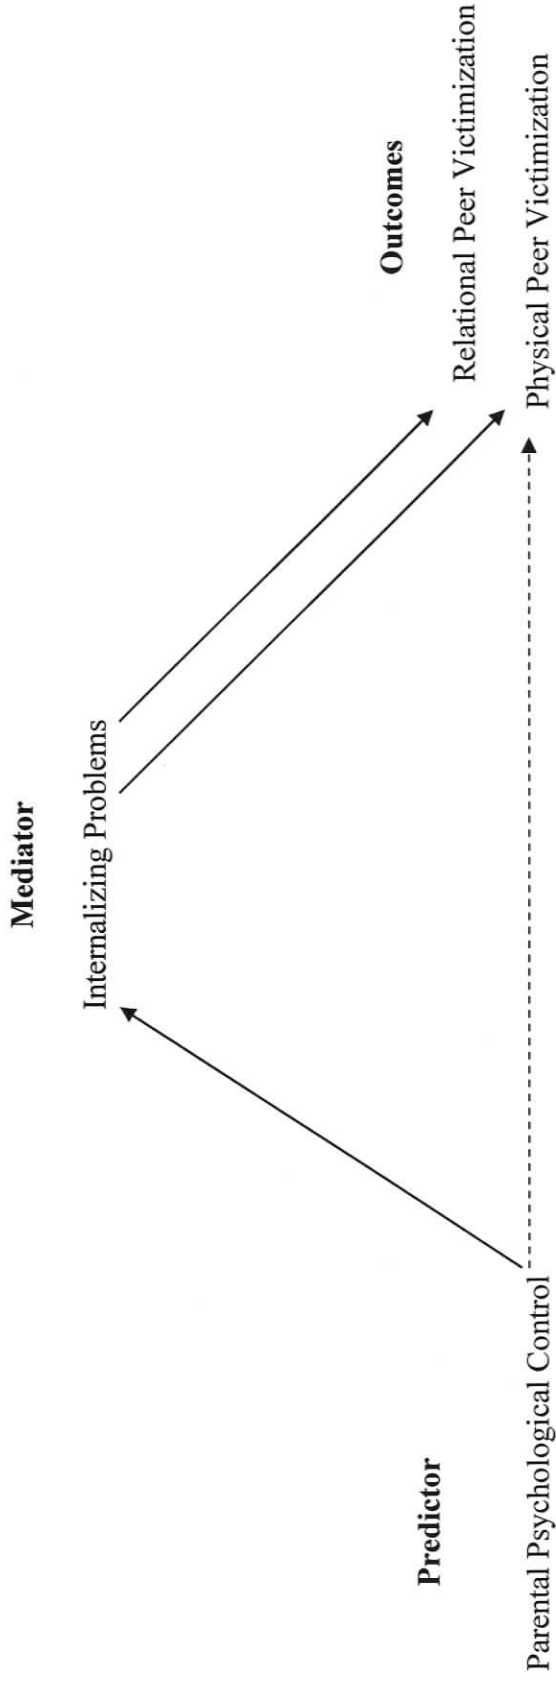 Mediator
Internalizing Problems
Predictor
Outcomes
Parental Psychological Control
Relational Peer Victimization
Physical Peer Victimization